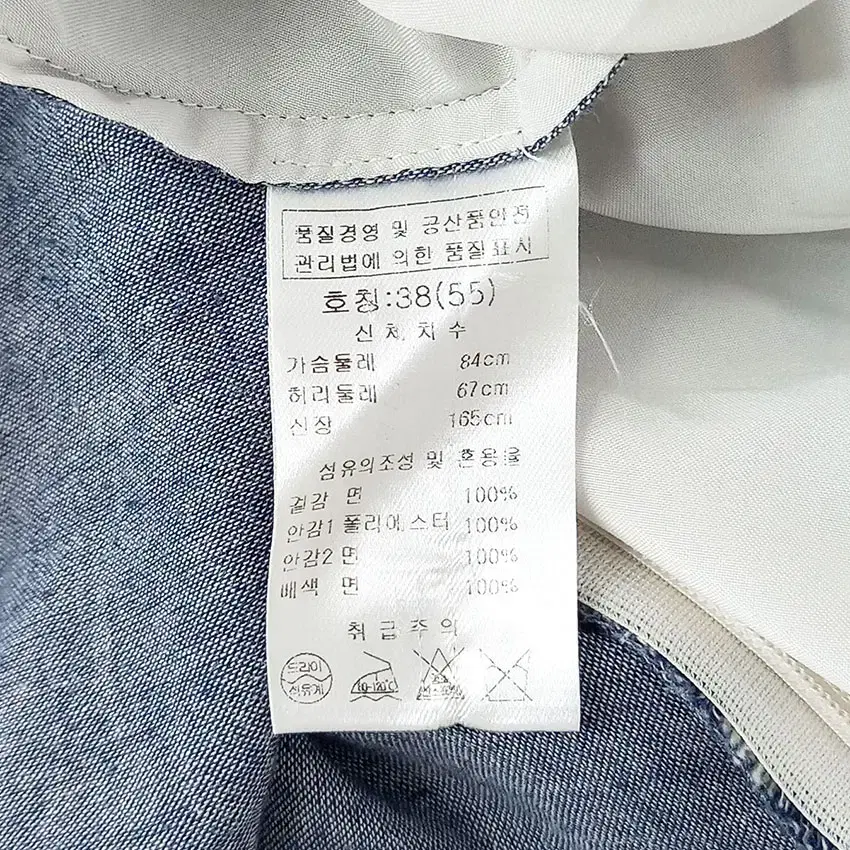 품질경영 및 공산품안전
관리법에 의한 품질표시
호칭:38(55)
신체치수
가슴둘레 84cm
허리둘레 67cm
신장 165cm
섬유의조성 및 혼용율
겉감 면 100%
안감1 폴리에스터 100%
안감2 면 100%
배색 면 100%
취급주의
드라이
석유계